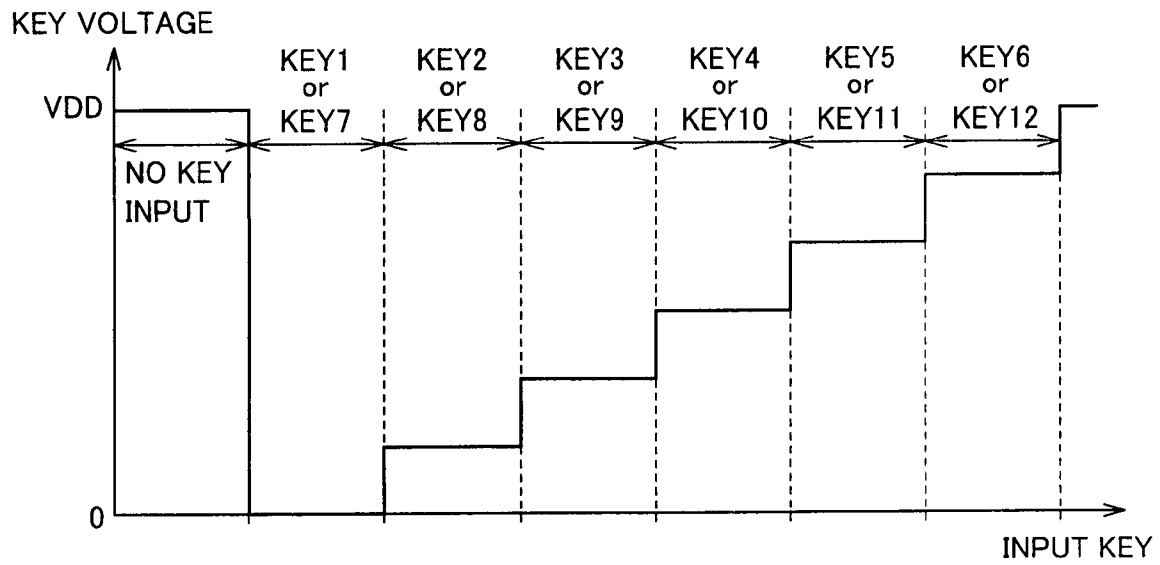 KEY VOLTAGE
KEY1 KEY2 KEY3 KEY4 KEY5 KEY6
or or or or or or
VDD KEY7 KEY8 KEY9 KEY10 KEY11 KEY12
NO KEY
INPUT
0
INPUT KEY